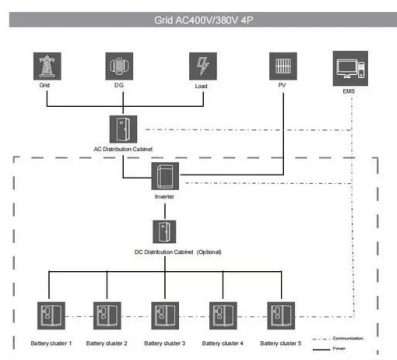 Grid AC400V/380V 4P
Grid DG Load PV EMS
AC Distribution Cabinet
Inverter
DC Distribution Cabinet (Optional)
Battery cluster 1 Battery cluster 2 Battery cluster 3 Battery cluster 4 Battery cluster 5
Communication
Power